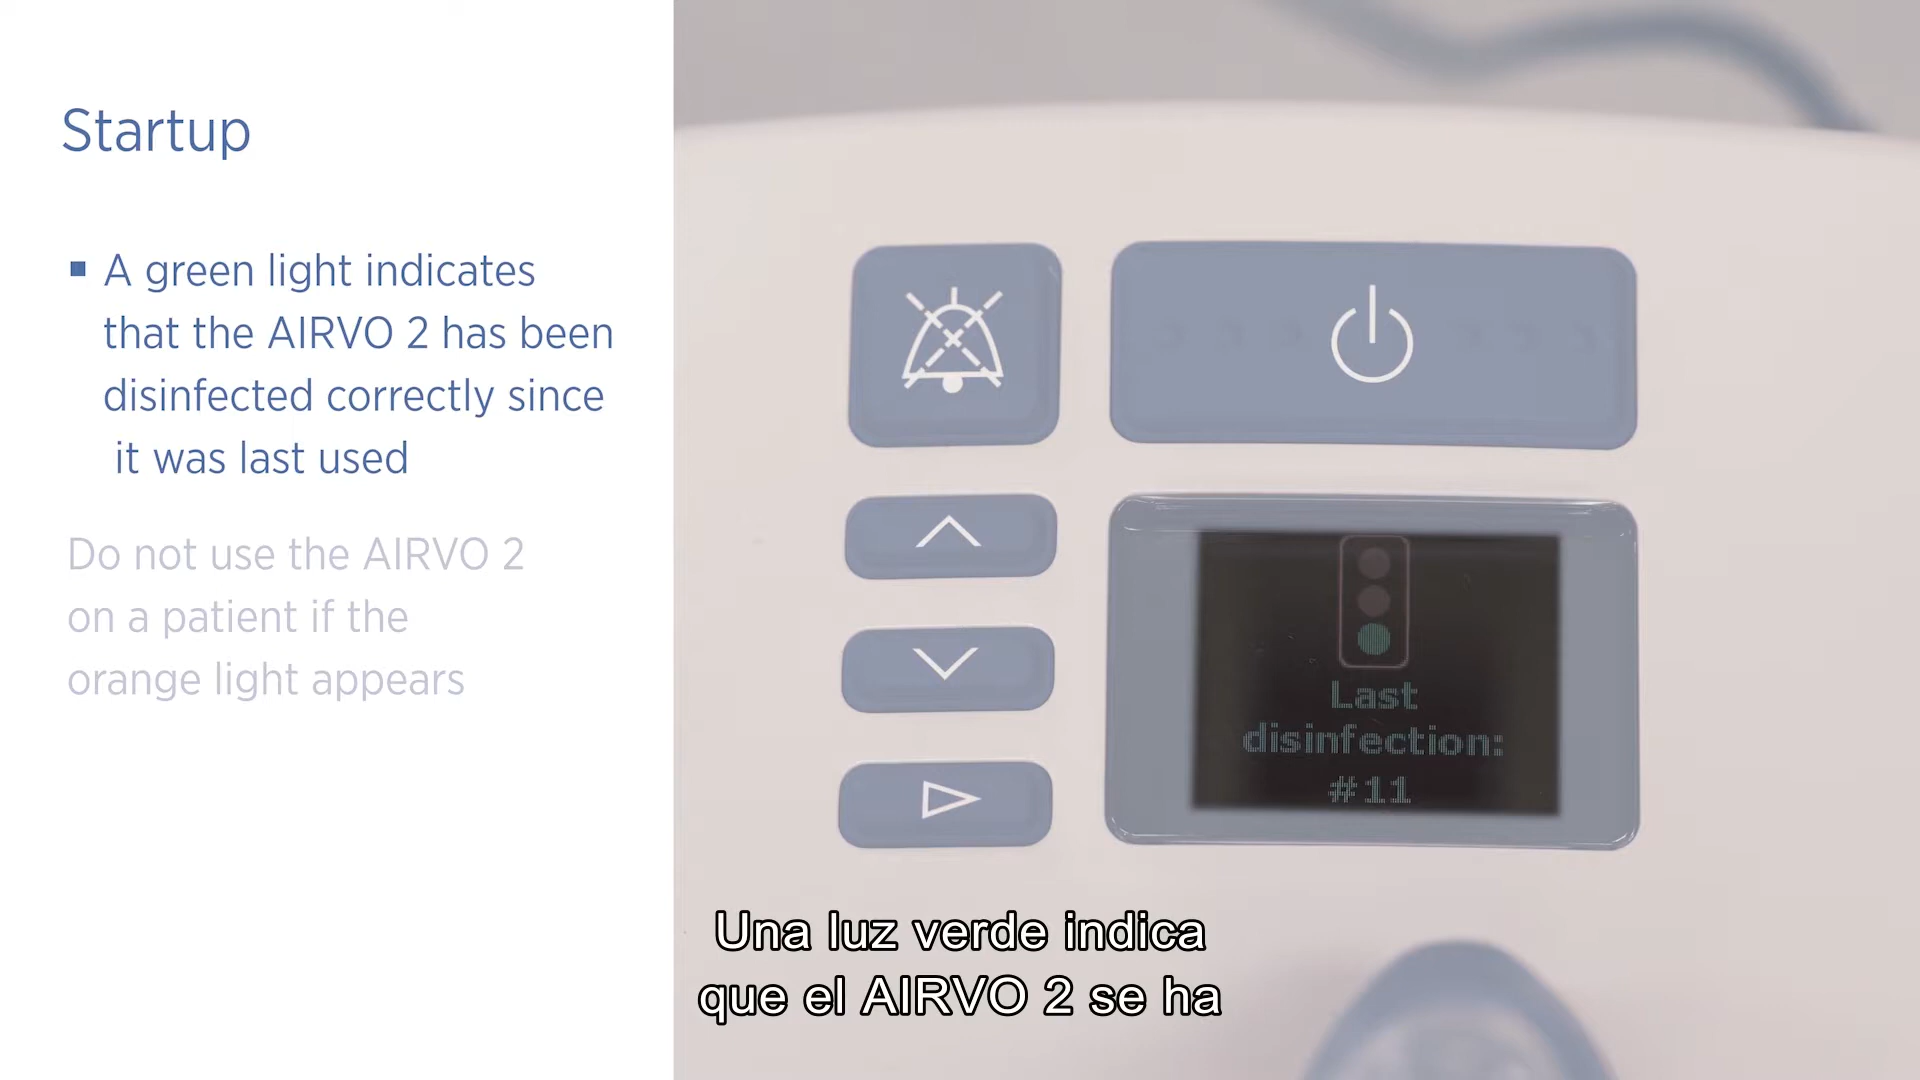 Startup
▪ A green light indicates
that the AIRVO 2 has been
disinfected correctly since
it was last used
Do not use the AIRVO 2
on a patient if the
orange light appears
Last
disinfection:
#11
Una luz verde indica
que el AIRVO 2 se ha